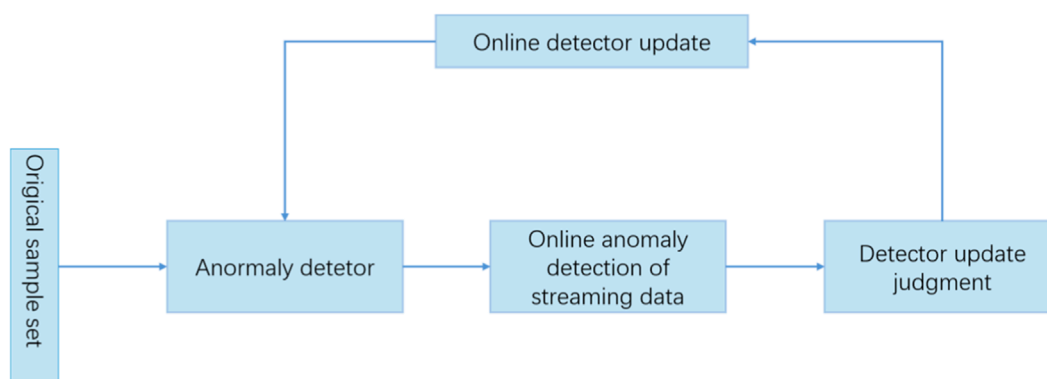 Online detector update
Origical sample set
Anormaly detetor
Online anomaly
detection of
streaming data
Detector update
judgment